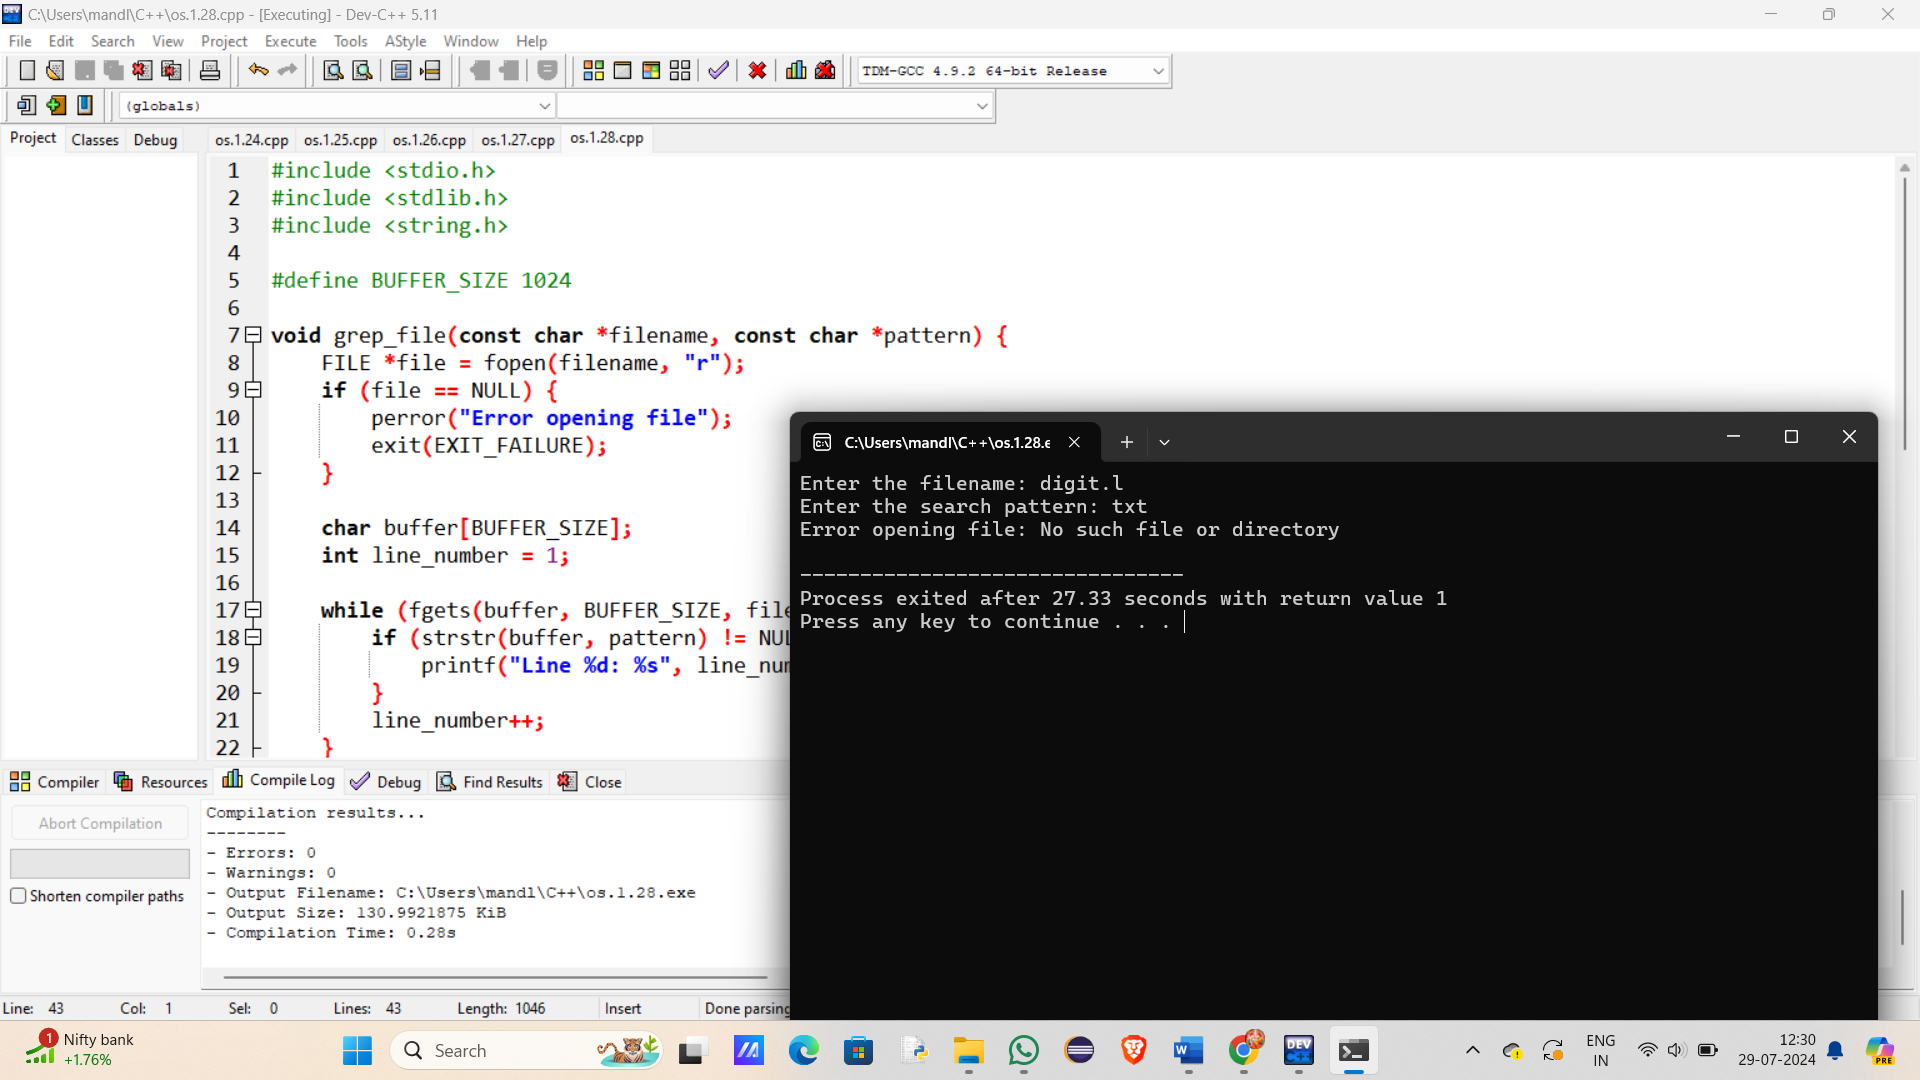 C:\Users\mandl\C++\os.1.28.cpp - [Executing] - Dev-C++ 5.11
File Edit Search View Project Execute Tools AStyle Window Help
TDM-GCC 4.9.2 64-bit Release
(globals)
Project Classes Debug
os.1.24.cpp os.1.25.cpp os.1.26.cpp os.1.27.cpp os.1.28.cpp
1 #include <stdio.h>
2 #include <stdlib.h>
3 #include <string.h>
4
5 #define BUFFER_SIZE 1024
6
7 void grep_file(const char *filename, const char *pattern) {
8 FILE *file = fopen(filename, "r");
9 if (file == NULL) {
10 perror("Error opening file");
11 exit(EXIT_FAILURE);
12 }
13
14 char buffer[BUFFER_SIZE];
15 int line_number = 1;
16
17 while (fgets(buffer, BUFFER_SIZE, file
18 if (strstr(buffer, pattern) != NUL
19 printf("Line %d: %s", line_num
20 }
21 line_number++;
22 }
C:\Users\mandl\C++\os.1.28.e
Enter the filename: digit.l
Enter the search pattern: txt
Error opening file: No such file or directory
--------------------------------
Process exited after 27.33 seconds with return value 1
Press any key to continue . . .
Compiler Resources Compile Log Debug Find Results Close
Abort Compilation
Shorten compiler paths
Compilation results...
--------
- Errors: 0
- Warnings: 0
- Output Filename: C:\Users\mandl\C++\os.1.28.exe
- Output Size: 130.9921875 KiB
- Compilation Time: 0.28s
Line: 43 Col: 1 Sel: 0 Lines: 43 Length: 1046 Insert Done parsing
1
Nifty bank
+1.76%
Search
W
DEV
C++
ENG
IN
12:30
29-07-2024
PRE